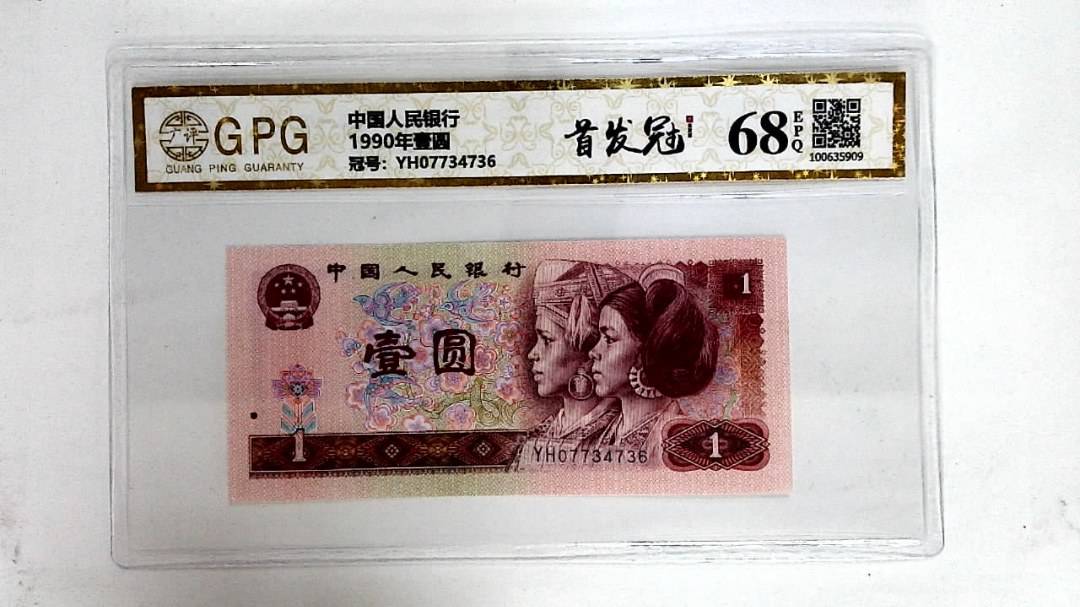 广评
GPG
GUANG PING GUARANTY
中国人民银行
1990年壹圆
冠号: YH07734736
首发冠
68 EPQ
100635909
中国人民银行
1
壹圆
1
YH07734736
1